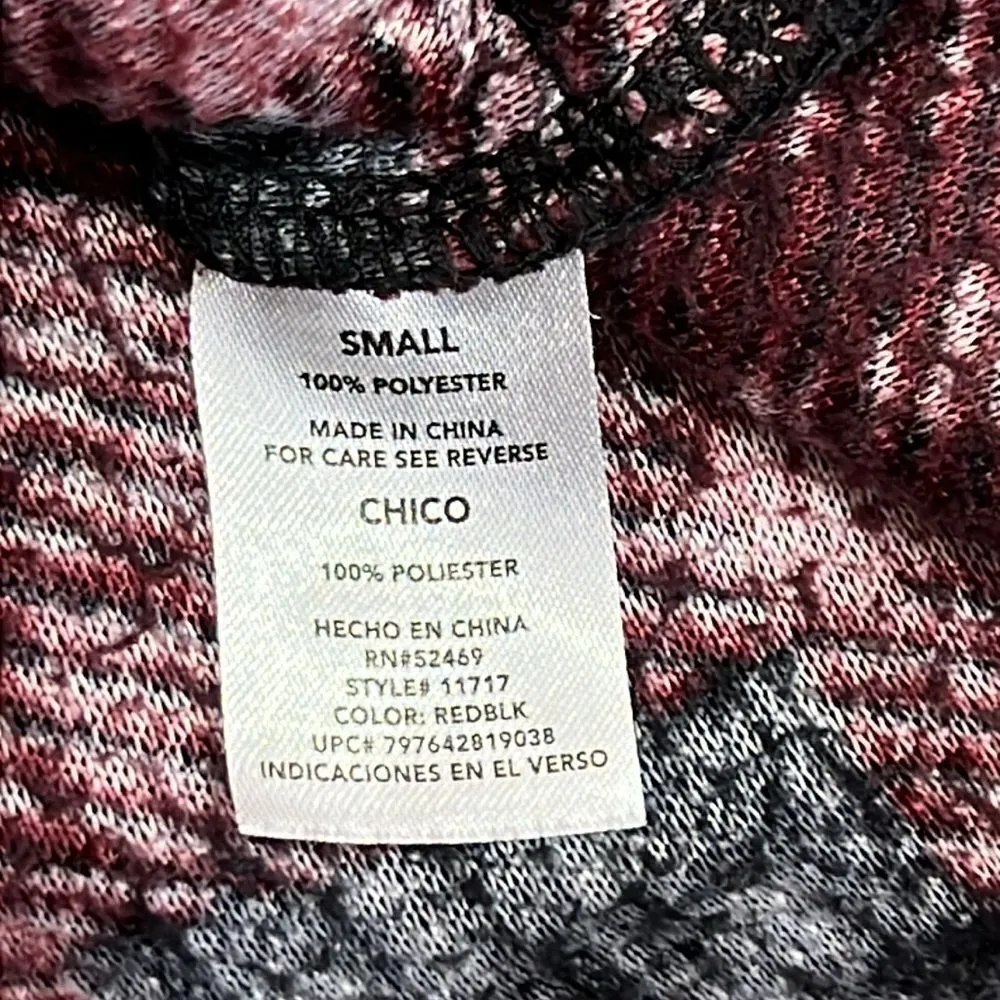 SMALL
100% POLYESTER
MADE IN CHINA
FOR CARE SEE REVERSE
CHICO
100% POLIESTER
HECHO EN CHINA
RN#52469
STYLE# 11717
COLOR: REDBLK
UPC# 797642819038
INDICACIONES EN EL VERSO